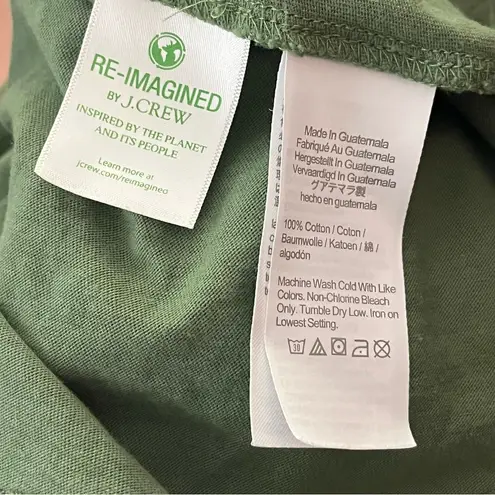 RE-IMAGINED
BY J.CREW
INSPIRED BY THE PLANET
AND ITS PEOPLE
Learn more at
jcrew.com/reimagined
Made In Guatemala
Fabriqué Au Guatemala
Hergestellt In Guatemala
Vervaardigd In Guatemala
グアテマラ製
hecho en guatemala
100% Cotton / Coton /
Baumwolle / Katoen / 綿 /
algodón
Machine Wash Cold With Like
Colors. Non-Chlorine Bleach
Only. Tumble Dry Low. Iron on
Lowest Setting.
30